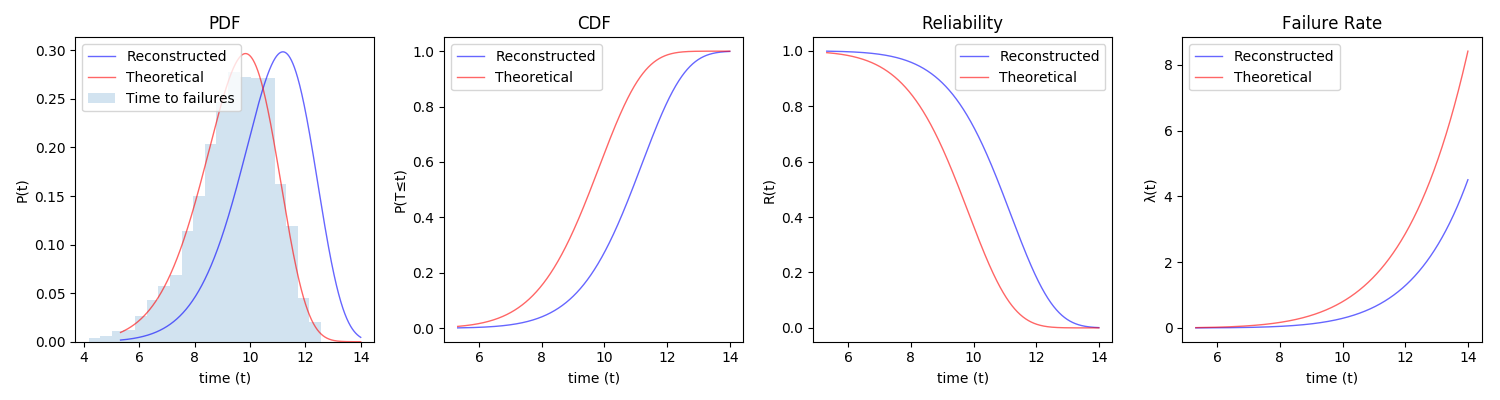 PDF
P(t)
0.30
0.25
0.20
0.15
0.10
0.05
0.00
Reconstructed
Theoretical
Time to failures
4 6 8 10 12 14
time (t)
CDF
P(T≤t)
1.0
0.8
0.6
0.4
0.2
0.0
Reconstructed
Theoretical
6 8 10 12 14
time (t)
Reliability
R(t)
1.0
0.8
0.6
0.4
0.2
0.0
Reconstructed
Theoretical
6 8 10 12 14
time (t)
Failure Rate
λ(t)
8
6
4
2
0
Reconstructed
Theoretical
6 8 10 12 14
time (t)